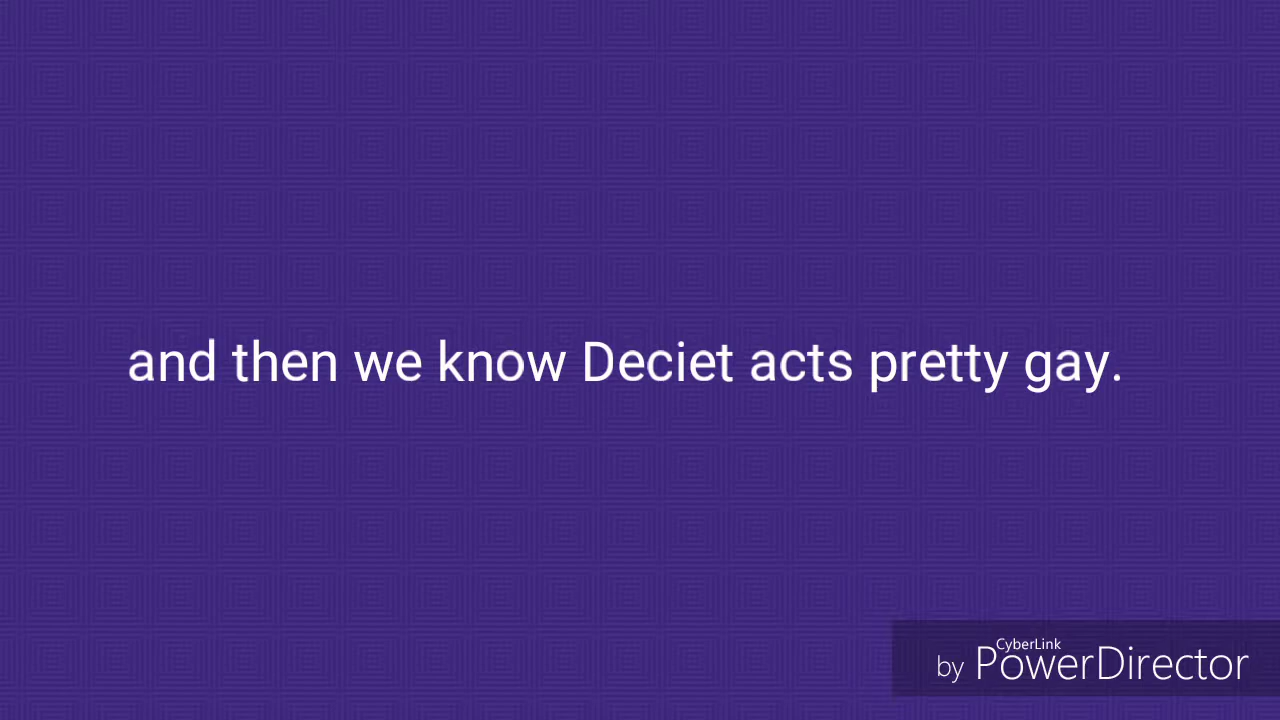 and then we know Deciet acts pretty gay.
CyberLink
by PowerDirector